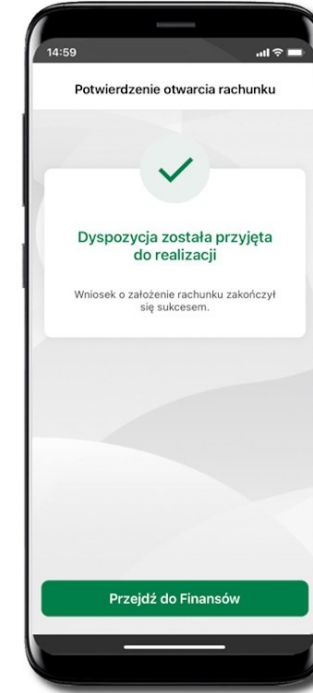 14:59
Potwierdzenie otwarcia rachunku
Dyspozycja została przyjęta
do realizacji
Wniosek o założenie rachunku zakończył
się sukcesem.
Przejdź do Finansów